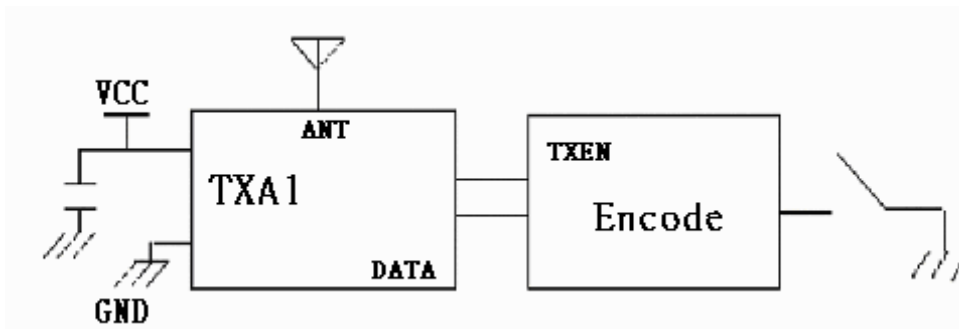 VCC
ANT
TXEN
TXA1
Encode
DATA
GND